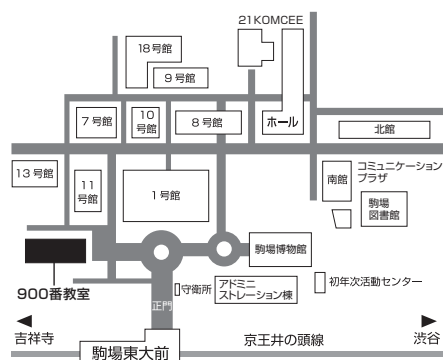 21 KOMCEE
18号館
9号館
7号館
10
号館
8号館
ホール
北館
13号館
11
号館
1号館
南館
コミュニケーション
プラザ
駒場
図書館
駒場博物館
900番教室
守衛所
アドミニ
ストレーション棟
初年次活動センター
正門
吉祥寺
京王井の頭線
渋谷
駒場東大前